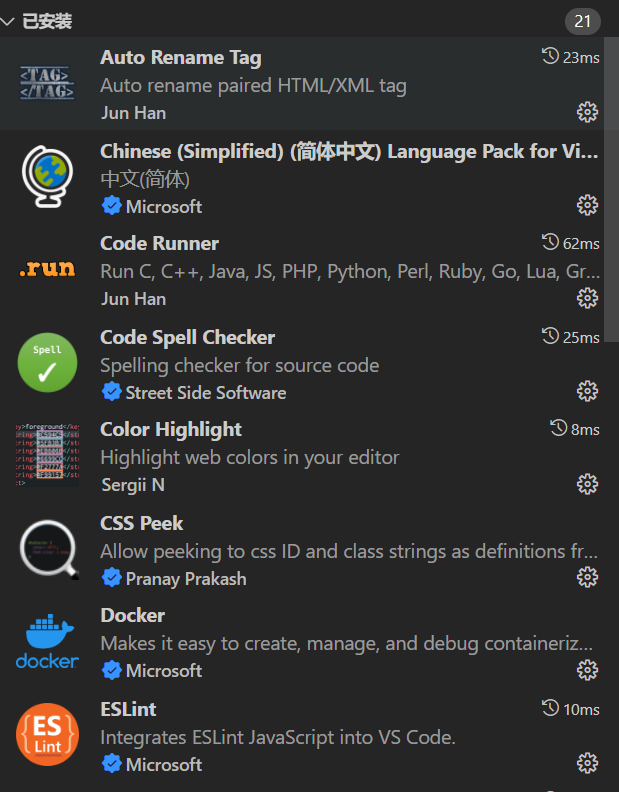 已安装 21
Auto Rename Tag 23ms
<TAG>
</TAG>
Auto rename paired HTML/XML tag
Jun Han
Chinese (Simplified) (简体中文) Language Pack for Vi...
中文(简体)
Microsoft
Code Runner 62ms
.run
Run C, C++, Java, JS, PHP, Python, Perl, Ruby, Go, Lua, Gr...
Jun Han
Code Spell Checker 25ms
Spell
Spelling checker for source code
Street Side Software
Color Highlight 8ms
Highlight web colors in your editor
Sergii N
CSS Peek
Allow peeking to css ID and class strings as definitions fr...
Pranay Prakash
Docker
Makes it easy to create, manage, and debug containeriz...
docker
Microsoft
ESLint 10ms
ES
Lint
Integrates ESLint JavaScript into VS Code.
Microsoft